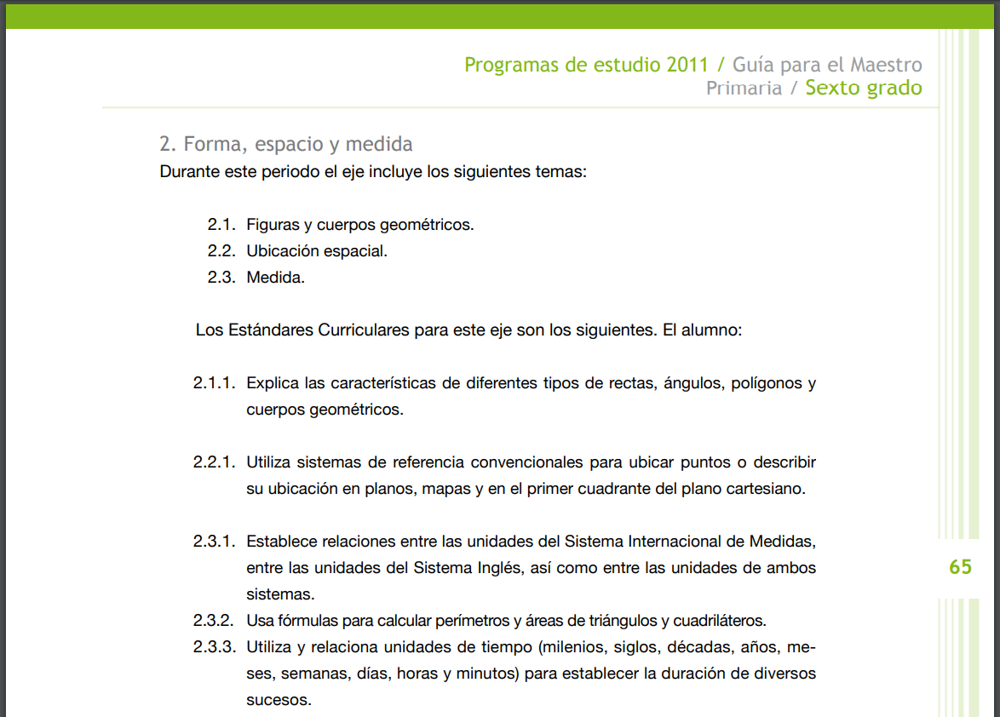 Programas de estudio 2011 / Guía para el Maestro
Primaria / Sexto grado
2. Forma, espacio y medida
Durante este periodo el eje incluye los siguientes temas:
2.1. Figuras y cuerpos geométricos.
2.2. Ubicación espacial.
2.3. Medida.
Los Estándares Curriculares para este eje son los siguientes. El alumno:
2.1.1. Explica las características de diferentes tipos de rectas, ángulos, polígonos y
cuerpos geométricos.
2.2.1. Utiliza sistemas de referencia convencionales para ubicar puntos o describir
su ubicación en planos, mapas y en el primer cuadrante del plano cartesiano.
2.3.1. Establece relaciones entre las unidades del Sistema Internacional de Medidas,
entre las unidades del Sistema Inglés, así como entre las unidades de ambos
sistemas.
2.3.2. Usa fórmulas para calcular perímetros y áreas de triángulos y cuadriláteros.
2.3.3. Utiliza y relaciona unidades de tiempo (milenios, siglos, décadas, años, me-
ses, semanas, días, horas y minutos) para establecer la duración de diversos
sucesos.
65